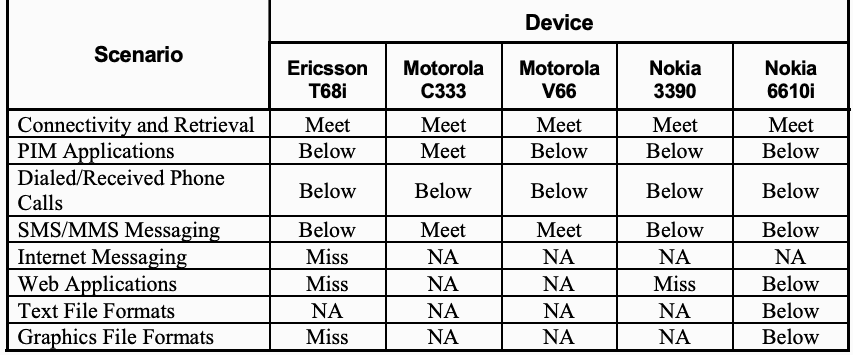 Scenario
Device
Ericsson T68i Motorola C333 Motorola V66 Nokia 3390 Nokia 6610i
Connectivity and Retrieval Meet Meet Meet Meet Meet
PIM Applications Below Meet Below Below Below
Dialed/Received Phone Calls Below Below Below Below Below
SMS/MMS Messaging Below Meet Meet Below Below
Internet Messaging Miss NA NA NA NA
Web Applications Miss NA NA Miss Below
Text File Formats NA NA NA NA Below
Graphics File Formats Miss NA NA NA Below